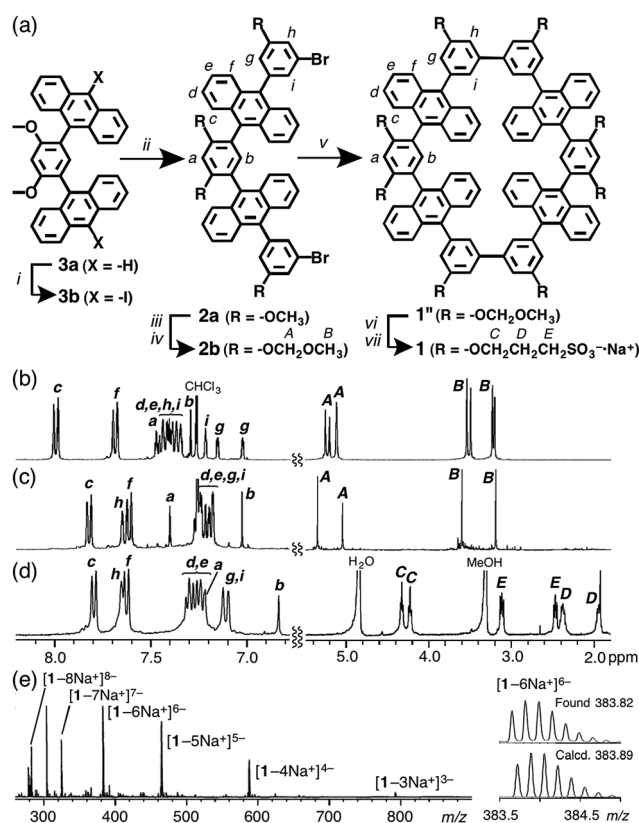 (a)
X
O
O
X
i
3a (X = -H)
3b (X = -I)
ii
R
h
g
Br
f
e
i
d
R
c
a
b
R
Br
R
iii
iv
2a (R = -OCH3)
A B
2b (R = -OCH2OCH3)
v
R h R
g
f
e
i
d
R
c
R
a
b
R
R
R R
vi
vii
1" (R = -OCH2OCH3)
C D E
1 (R = -OCH2CH2CH2SO3–•Na+)
(b)
c f d,e,h,i a b CHCl3 i g g A A B B
(c)
c h f a d,e,g,i b A A B B
(d)
c h f d,e a g,i b H2O C C MeOH E E D D
8.0 7.5 7.0 5.0 4.0 3.0 2.0 ppm
(e)
[1–8Na+]8–
[1–7Na+]7–
[1–6Na+]6–
[1–5Na+]5–
[1–4Na+]4–
[1–3Na+]3–
300 400 500 600 700 800 m/z
[1–6Na+]6–
Found 383.82
Calcd. 383.89
383.5 384.5 m/z